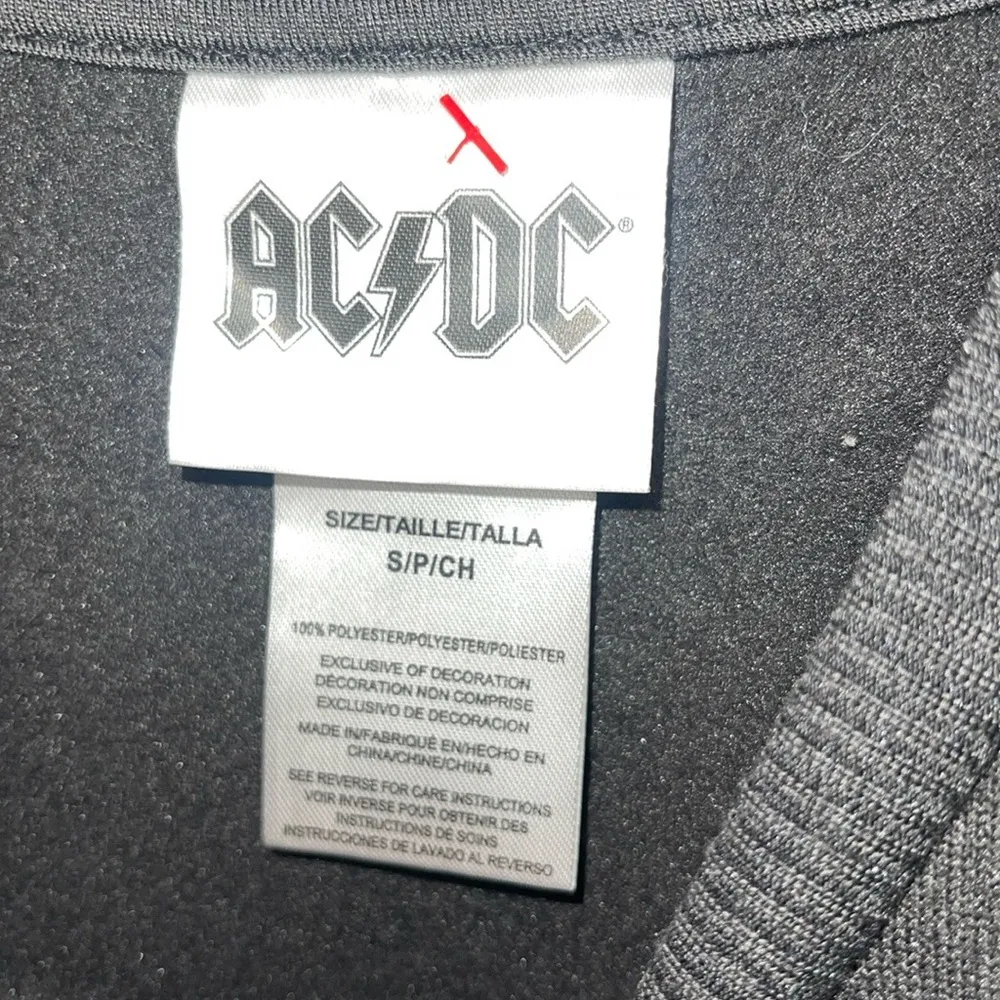 AC⚡DC®
SIZE/TAILLE/TALLA
S/P/CH
100% POLYESTER/POLYESTER/POLIESTER
EXCLUSIVE OF DECORATION
DÉCORATION NON COMPRISE
EXCLUSIVO DE DECORACION
MADE IN/FABRIQUÉ EN/HECHO EN
CHINA/CHINE/CHINA
SEE REVERSE FOR CARE INSTRUCTIONS
VOIR INVERSE POUR OBTENIR DES
INSTRUCTIONS DE SOINS
INSTRUCCIONES DE LAVADO AL REVERSO